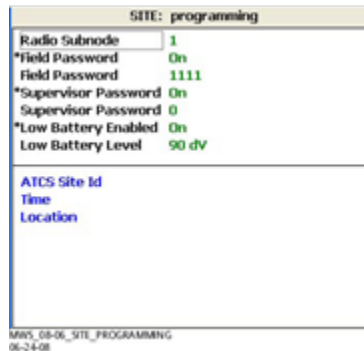 SITE: programming
Radio Subnode 1
*Field Password On
Field Password 1111
*Supervisor Password On
Supervisor Password 0
*Low Battery Enabled On
Low Battery Level 90 dV
ATCS Site Id
Time
Location
MWS_08-06_SITE_PROGRAMMING
06-24-08